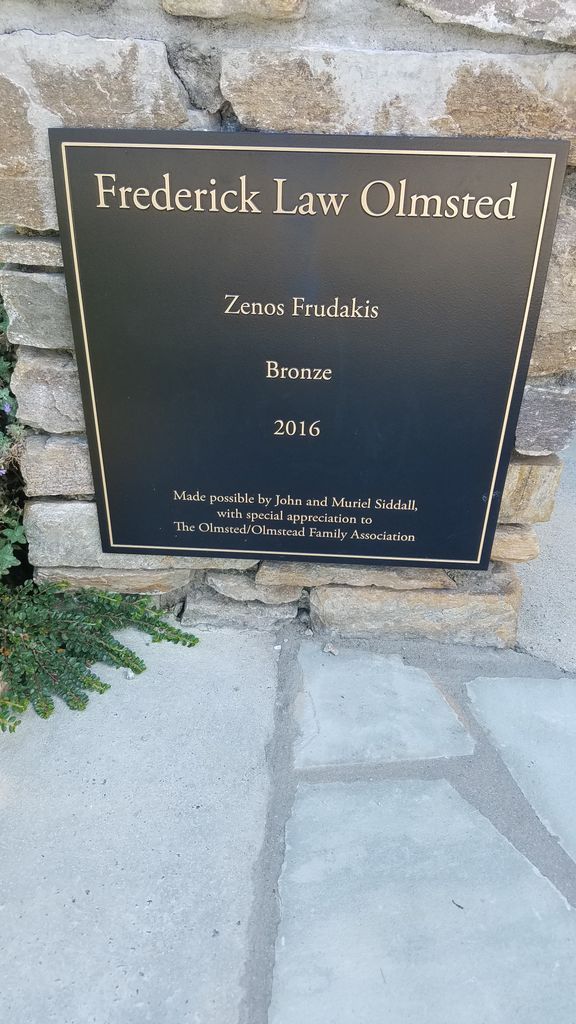 Frederick Law Olmsted
Zenos Frudakis
Bronze
2016
Made possible by John and Muriel Siddall,
with special appreciation to
The Olmsted/Olmstead Family Association